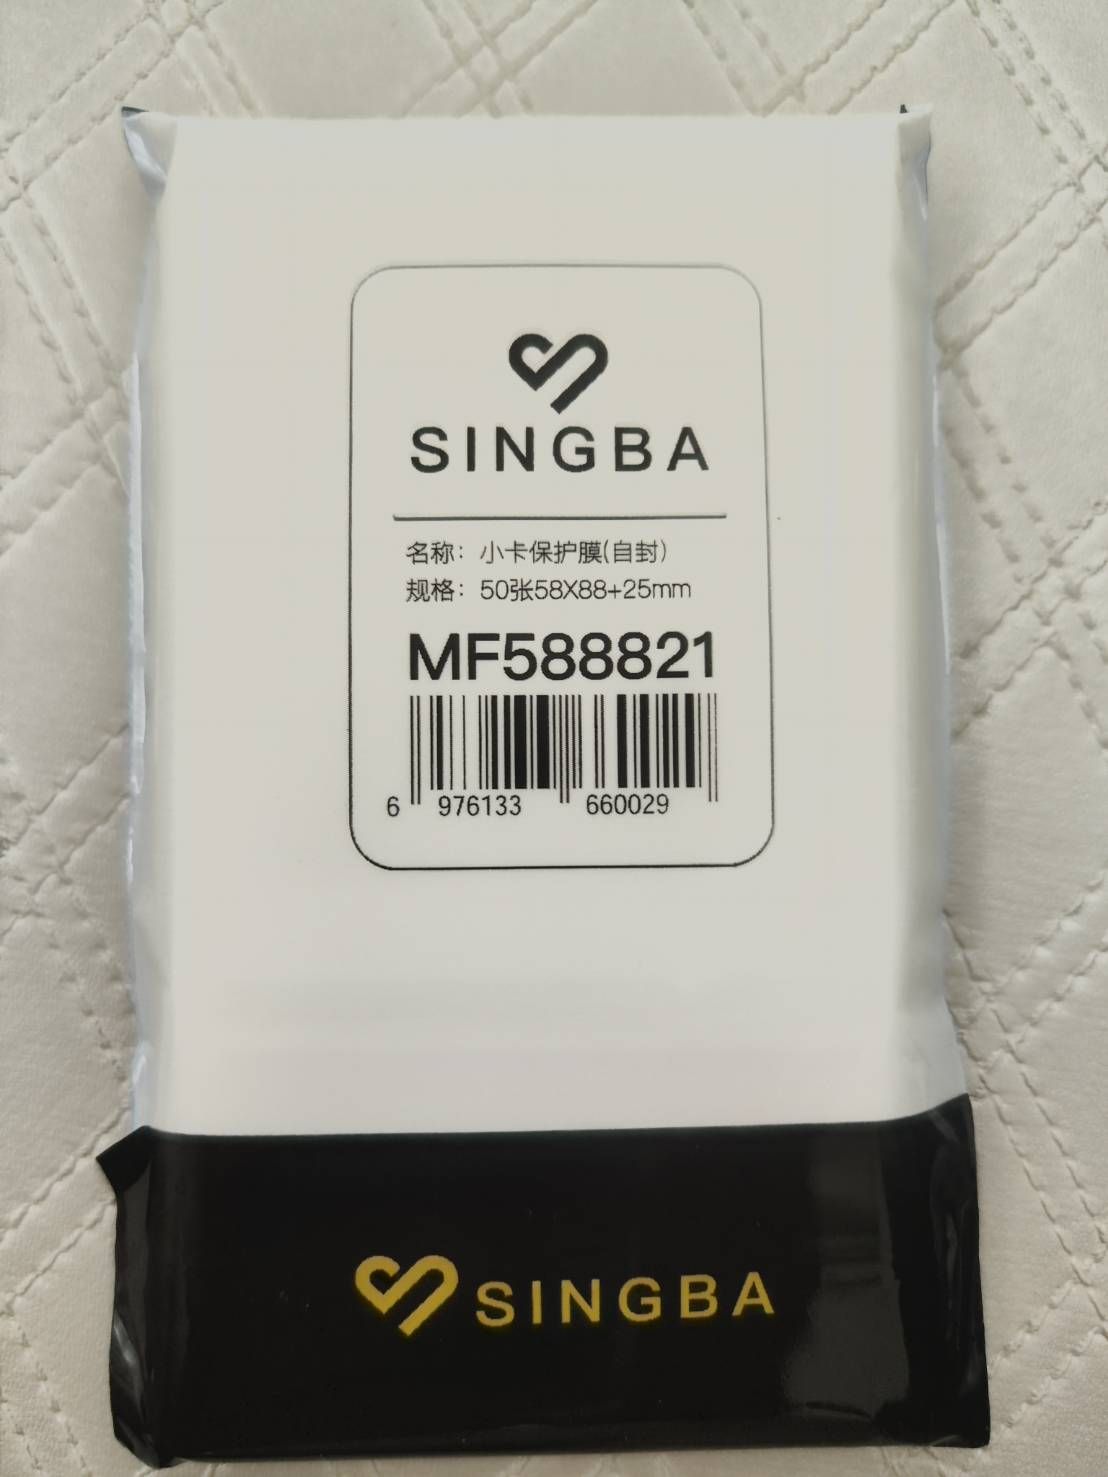 SINGBA
名称：小卡保护膜(自封)
规格：50张58X88+25mm
MF588821
6 976133 660029
SINGBA